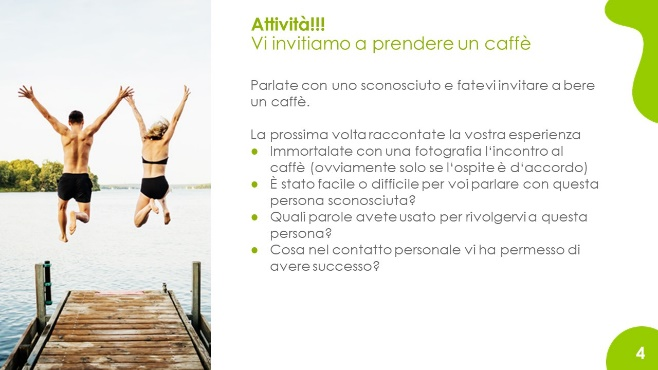 Attività!!!
Vi invitiamo a prendere un caffè
Parlate con uno sconosciuto e fatevi invitare a bere
un caffè.
La prossima volta raccontate la vostra esperienza
● Immortalate con una fotografia l'incontro al
caffè (ovviamente solo se l'ospite è d'accordo)
● È stato facile o difficile per voi parlare con questa
persona sconosciuta?
● Quali parole avete usato per rivolgervi a questa
persona?
● Cosa nel contatto personale vi ha permesso di
avere successo?
4